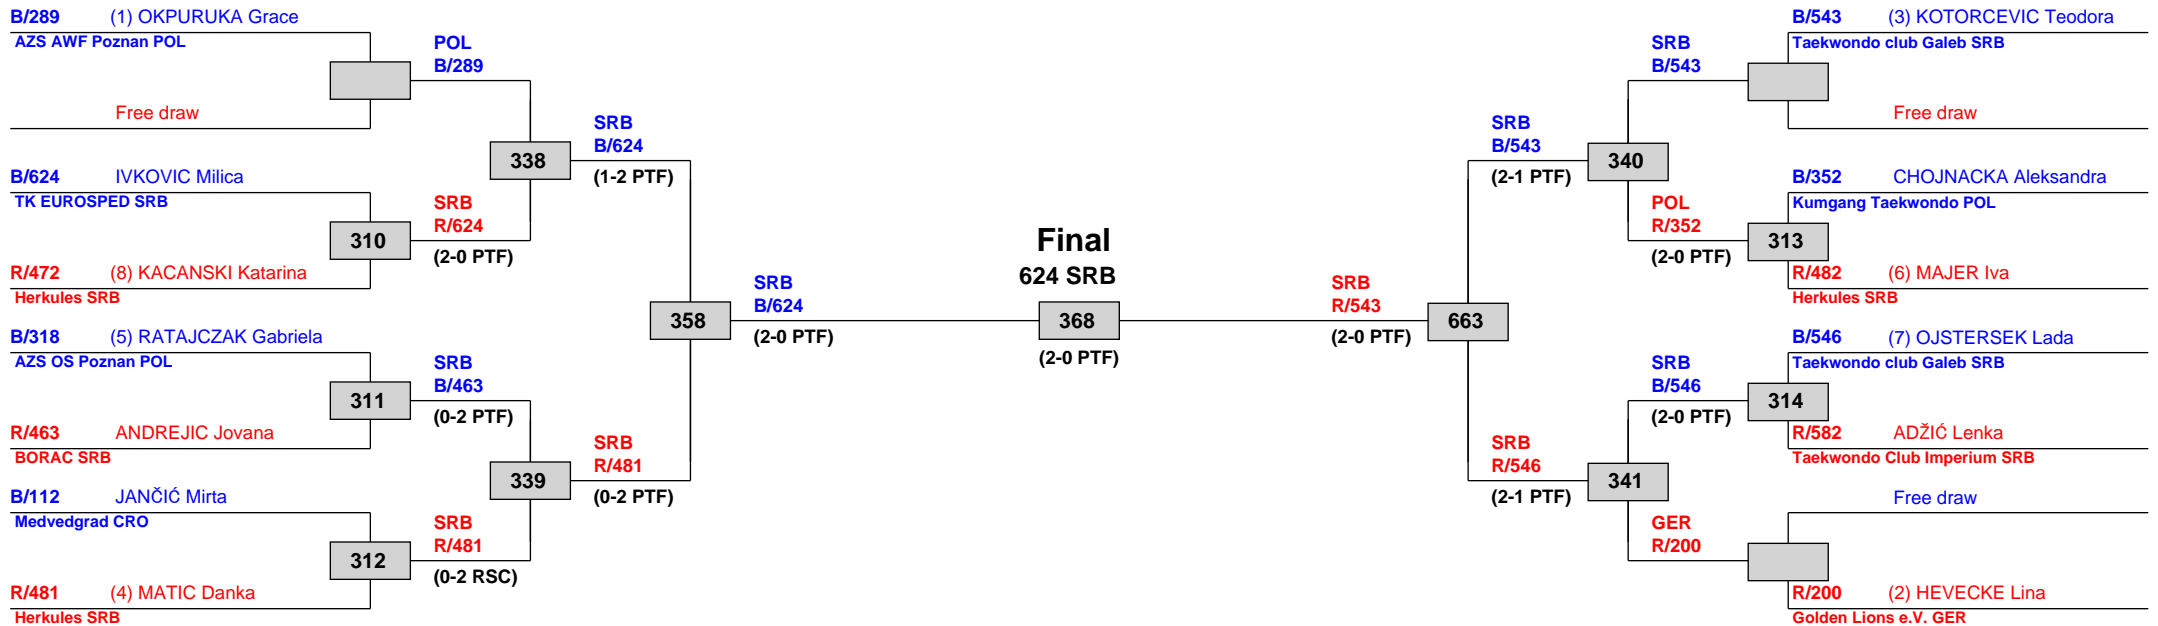 B/289 (1) OKPURUKA Grace
AZS AWF Poznan POL
Free draw
B/624 IVKOVIC Milica
TK EUROSPED SRB
R/472 (8) KACANSKI Katarina
Herkules SRB
B/318 (5) RATAJCZAK Gabriela
AZS OS Poznan POL
R/463 ANDREJIC Jovana
BORAC SRB
B/112 JANČIĆ Mirta
Medvedgrad CRO
R/481 (4) MATIC Danka
Herkules SRB
POL
B/289
310
SRB
R/624
(2-0 PTF)
311
SRB
B/463
(0-2 PTF)
312
SRB
R/481
(0-2 RSC)
338
SRB
B/624
(1-2 PTF)
339
SRB
R/481
(0-2 PTF)
358
SRB
B/624
(2-0 PTF)
Final
624 SRB
368
(2-0 PTF)
SRB
R/543
(2-0 PTF)
663
SRB
B/543
(2-1 PTF)
340
SRB
R/546
(2-1 PTF)
341
SRB
B/543
POL
R/352
(2-0 PTF)
313
SRB
B/546
(2-0 PTF)
314
GER
R/200
B/543 (3) KOTORCEVIC Teodora
Taekwondo club Galeb SRB
Free draw
B/352 CHOJNACKA Aleksandra
Kumgang Taekwondo POL
R/482 (6) MAJER Iva
Herkules SRB
B/546 (7) OJSTERSEK Lada
Taekwondo club Galeb SRB
R/582 ADŽIĆ Lenka
Taekwondo Club Imperium SRB
Free draw
R/200 (2) HEVECKE Lina
Golden Lions e.V. GER